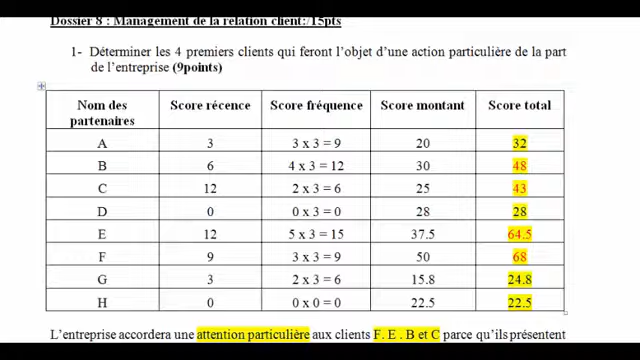 Dossier 8 : Management de la relation client:/15pts
1- Déterminer les 4 premiers clients qui feront l'objet d'une action particulière de la part
de l'entreprise (9points)
Nom des partenaires Score récence Score fréquence Score montant Score total
A 3 3 x 3 = 9 20 32
B 6 4 x 3 = 12 30 48
C 12 2 x 3 = 6 25 43
D 0 0 x 3 = 0 28 28
E 12 5 x 3 = 15 37.5 64.5
F 9 3 x 3 = 9 50 68
G 3 2 x 3 = 6 15.8 24.8
H 0 0 x 0 = 0 22.5 22.5
L'entreprise accordera une attention particulière aux clients F. E . B et C parce qu'ils présentent